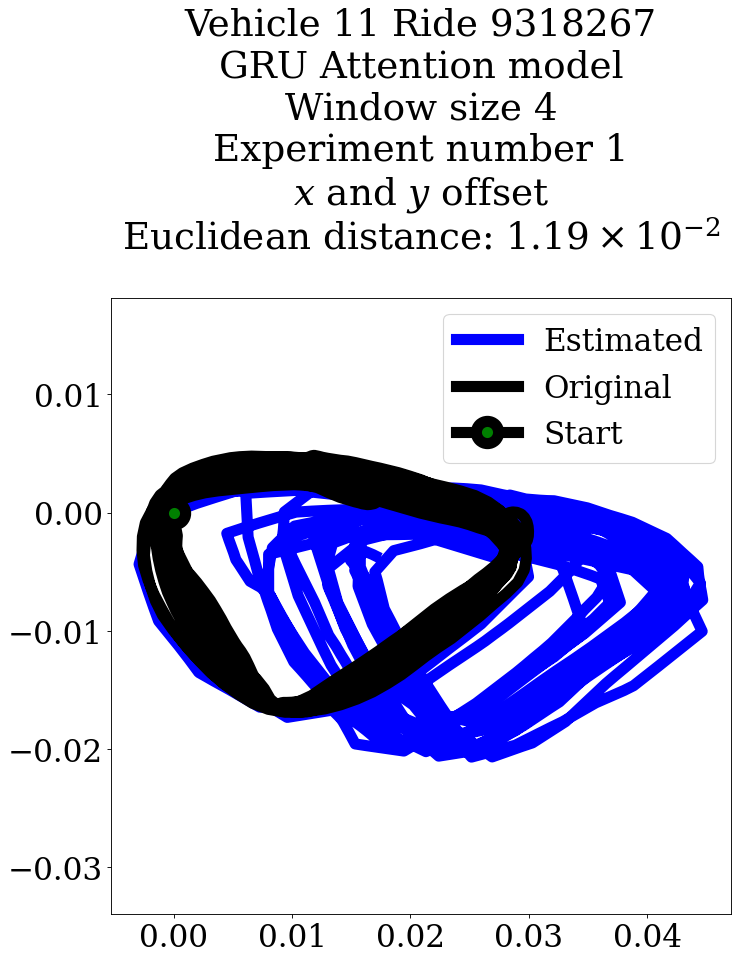 Vehicle 11 Ride 9318267
GRU Attention model
Window size 4
Experiment number 1
x and y offset
Euclidean distance: 1.19 × 10⁻²
Estimated
Original
Start
0.01
0.00
−0.01
−0.02
−0.03
0.00 0.01 0.02 0.03 0.04